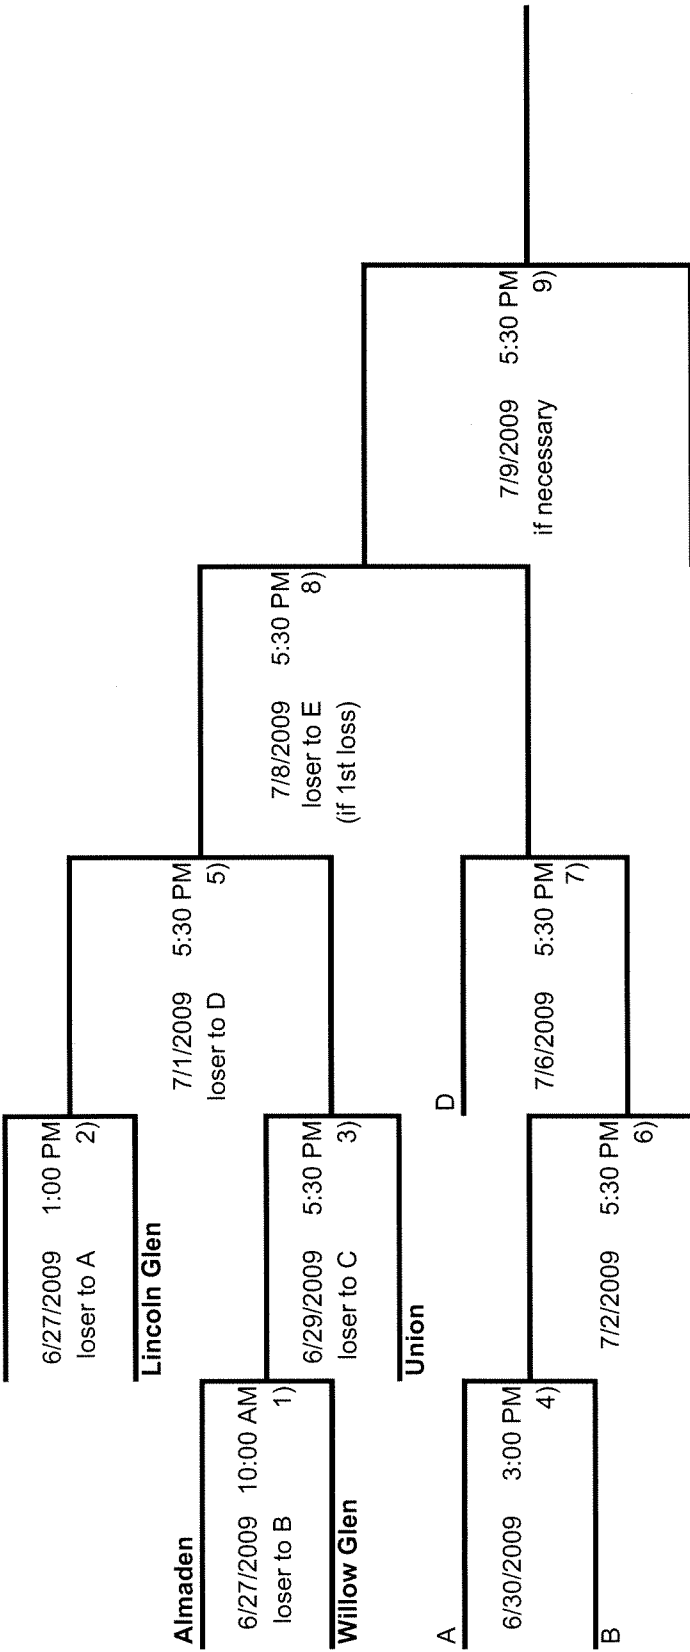 6/27/2009 1:00 PM
loser to A 2)
Lincoln Glen
Almaden
6/27/2009 10:00 AM
loser to B 1)
Willow Glen
6/29/2009 5:30 PM
loser to C 3)
Union
7/1/2009 5:30 PM
loser to D 5)
A
6/30/2009 3:00 PM
4)
B
7/2/2009 5:30 PM
6)
D
7/6/2009 5:30 PM
7)
7/8/2009 5:30 PM
loser to E 8)
(if 1st loss)
7/9/2009 5:30 PM
if necessary 9)